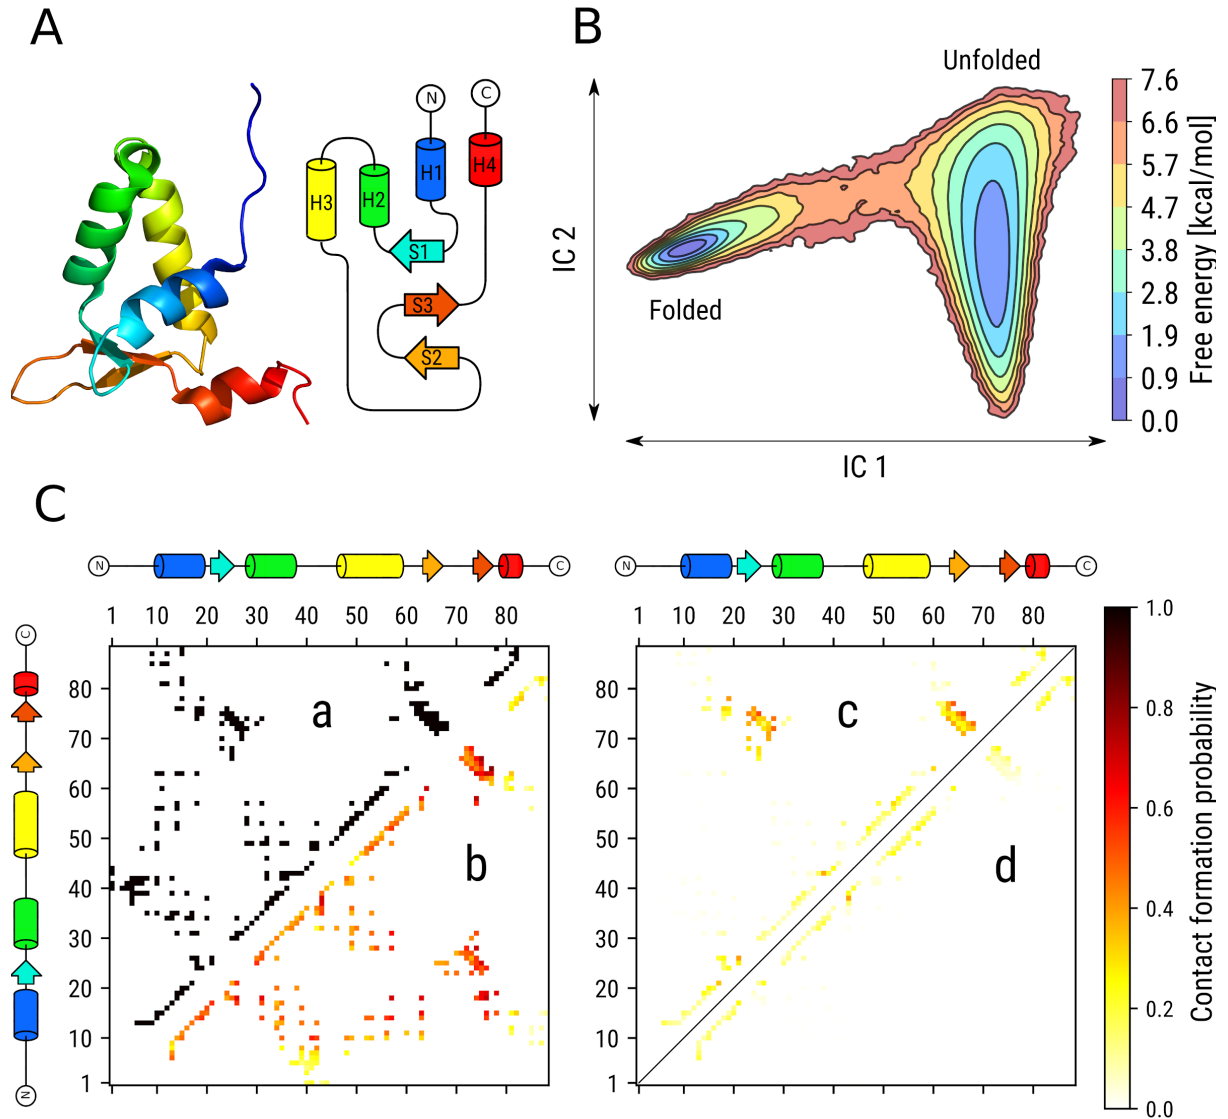 A
B
N
C
H1
H4
H3
H2
S1
S3
S2
Unfolded
Folded
IC 2
IC 1
7.6
6.6
5.7
4.7
3.8
2.8
1.9
0.9
0.0
Free energy [kcal/mol]
C
N
C
N
C
1 10 20 30 40 50 60 70 80
1 10 20 30 40 50 60 70 80
C
N
80
70
60
50
40
30
20
10
1
a
b
80
70
60
50
40
30
20
10
1
c
d
1.0
0.8
0.6
0.4
0.2
0.0
Contact formation probability